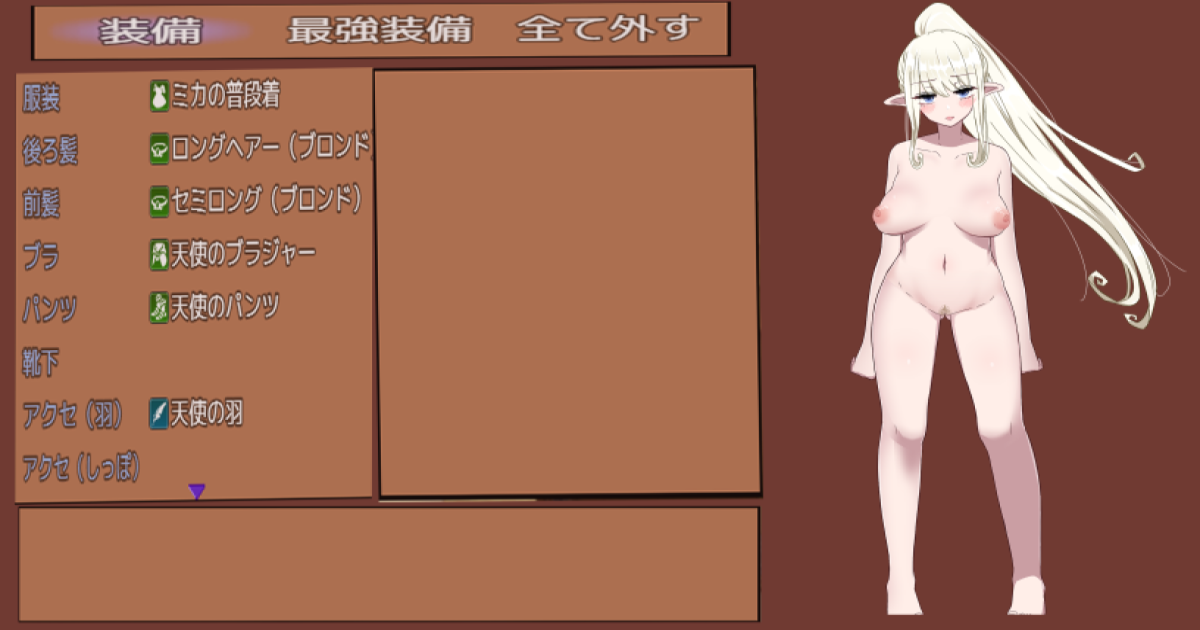 装備 最強装備 全て外す
服装 ミカの普段着
後ろ髪 ロングヘアー（ブロンド
前髪 セミロング（ブロンド）
ブラ 天使のブラジャー
パンツ 天使のパンツ
靴下
アクセ（羽） 天使の羽
アクセ（しっぽ）